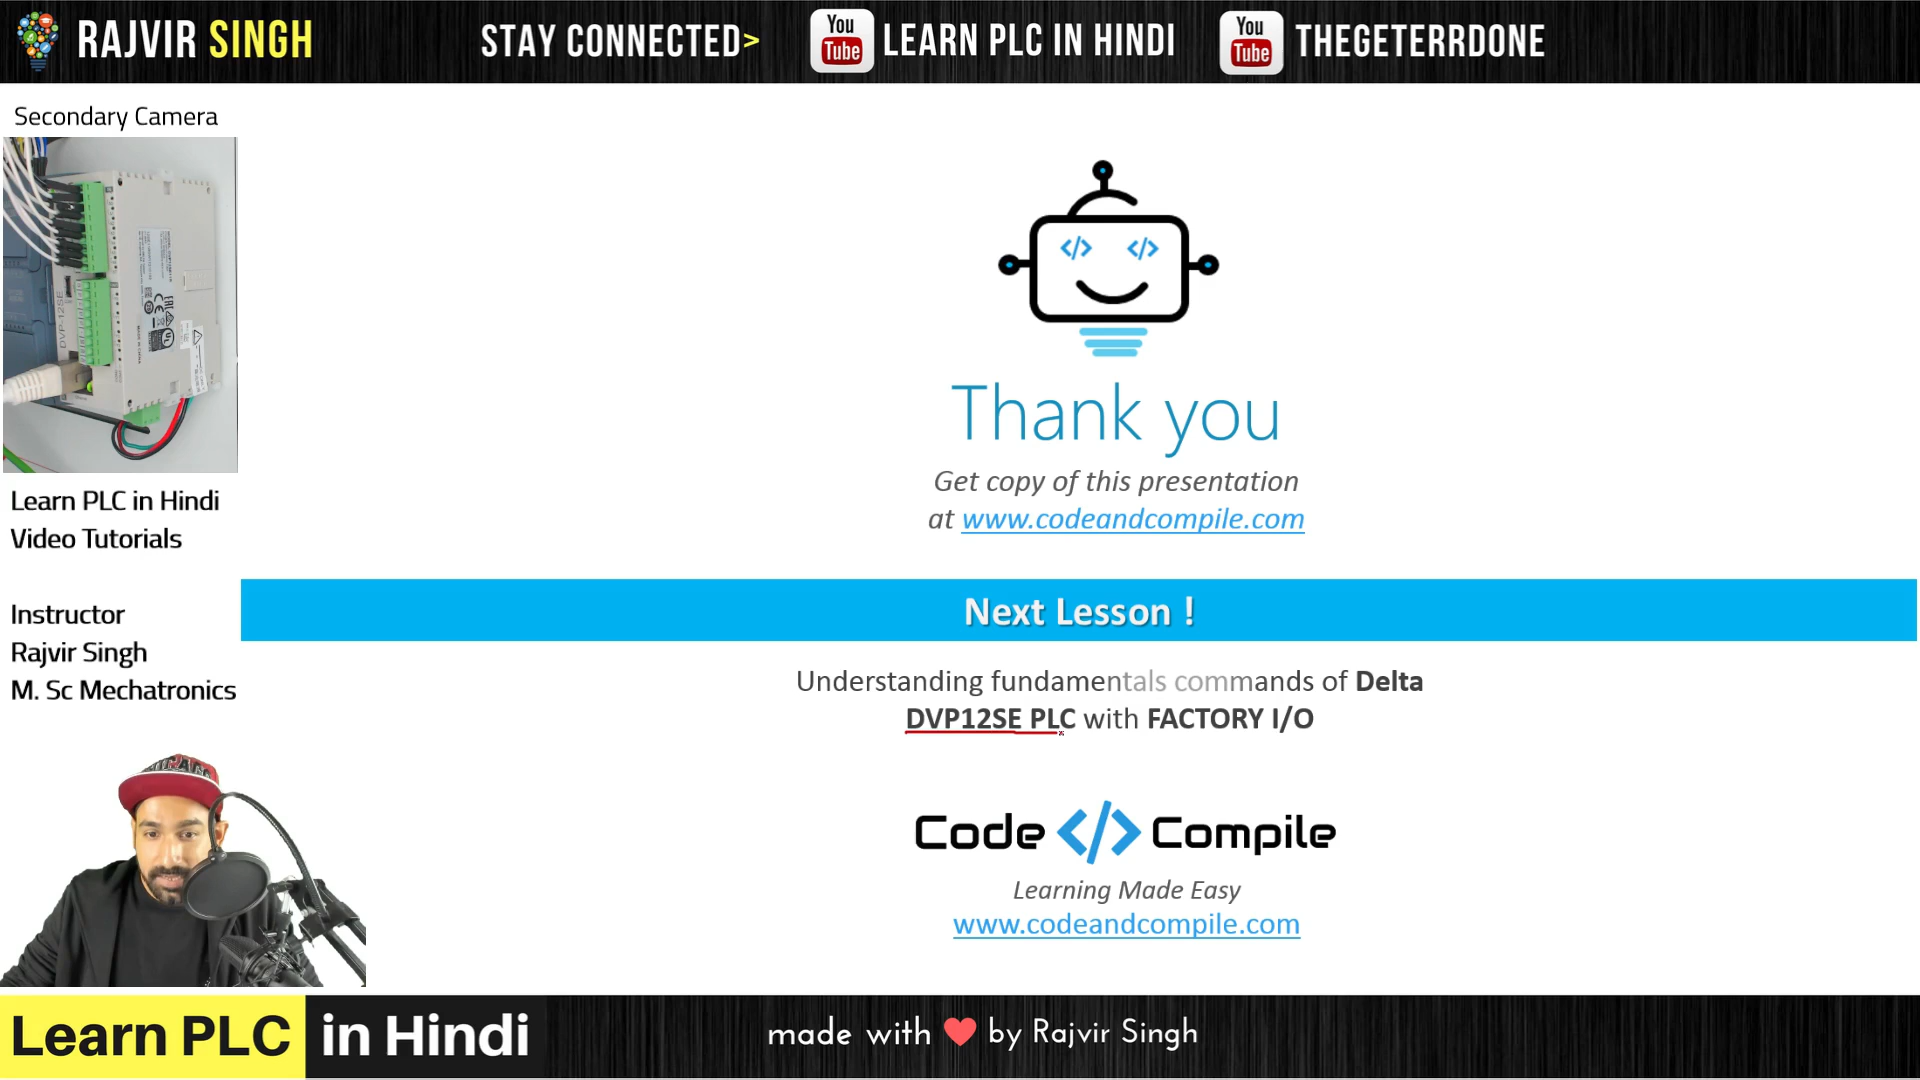 RAJVIR SINGH
STAY CONNECTED>
You Tube LEARN PLC IN HINDI
You Tube THEGETERRDONE
Secondary Camera
DVP-12SE
Learn PLC in Hindi
Video Tutorials
Instructor
Rajvir Singh
M. Sc Mechatronics
Thank you
Get copy of this presentation
at www.codeandcompile.com
Next Lesson !
Understanding fundamentals commands of Delta
DVP12SE PLC with FACTORY I/O
Code </> Compile
Learning Made Easy
www.codeandcompile.com
Learn PLC in Hindi
made with ❤ by Rajvir Singh